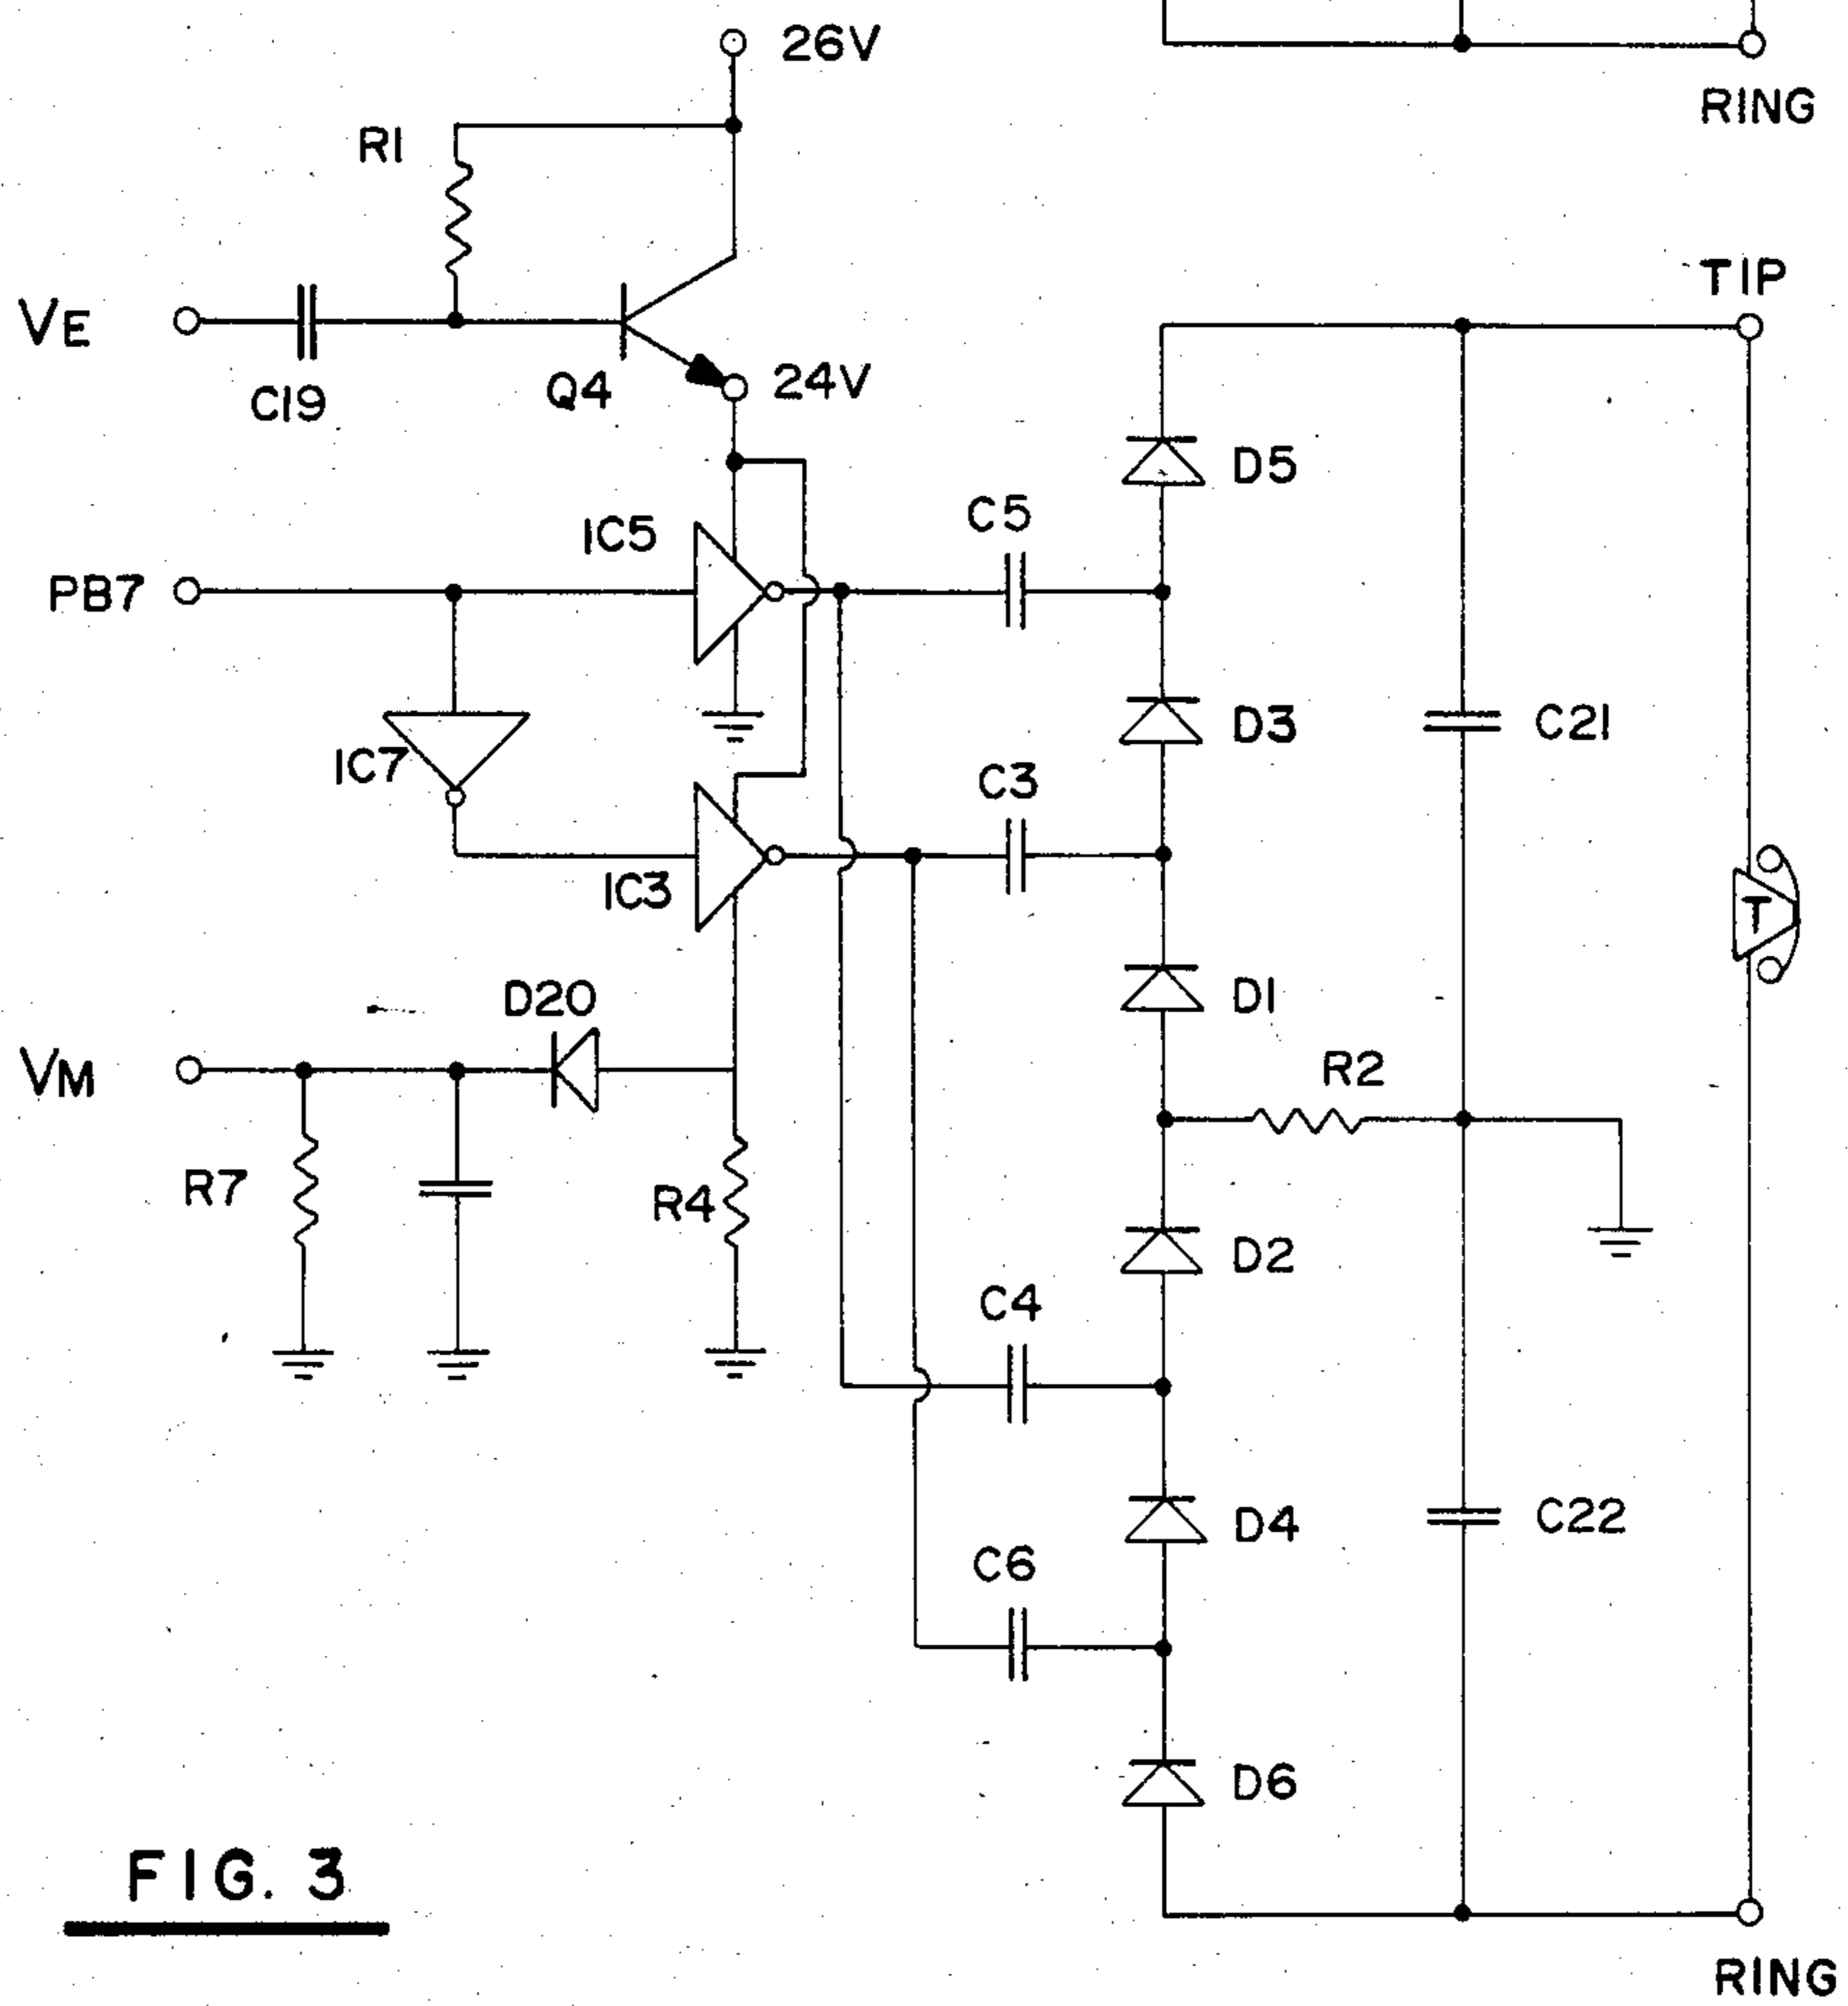 26V
RING
R1
TIP
VE
C19
Q4
24V
D5
C5
IC5
PB7
D3
C21
IC7
C3
IC3
T
D20
D1
VM
R2
R7
R4
D2
C4
C22
D4
C6
D6
FIG. 3
RING